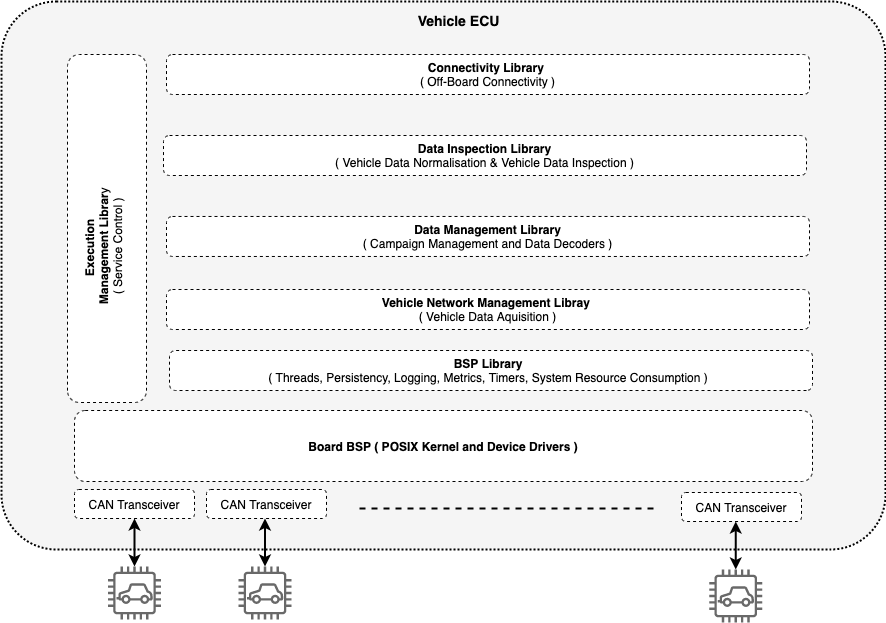 Vehicle ECU
Execution
Management Library
( Service Control )
Connectivity Library
( Off-Board Connectivity )
Data Inspection Library
( Vehicle Data Normalisation & Vehicle Data Inspection )
Data Management Library
( Campaign Management and Data Decoders )
Vehicle Network Management Libray
( Vehicle Data Aquisition )
BSP Library
( Threads, Persistency, Logging, Metrics, Timers, System Resource Consumption )
Board BSP ( POSIX Kernel and Device Drivers )
CAN Transceiver
CAN Transceiver
CAN Transceiver